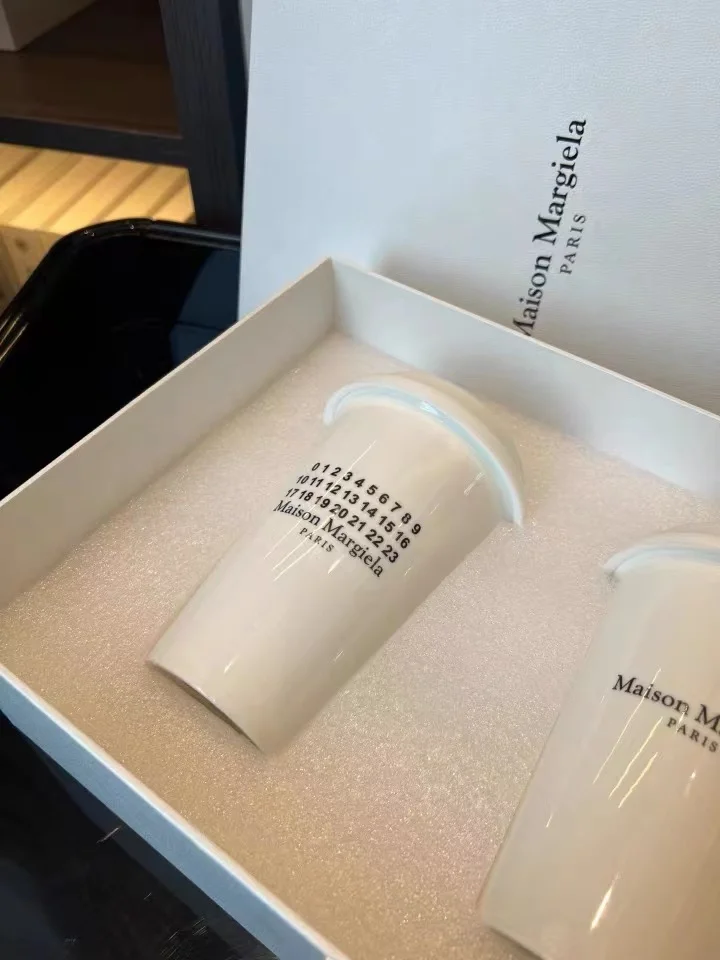 Maison Margiela
PARIS
0 1 2 3 4 5 6 7 8 9
10 11 12 13 14 15 16
17 18 19 20 21 22 23
Maison Margiela
PARIS
Maison Ma
PARIS